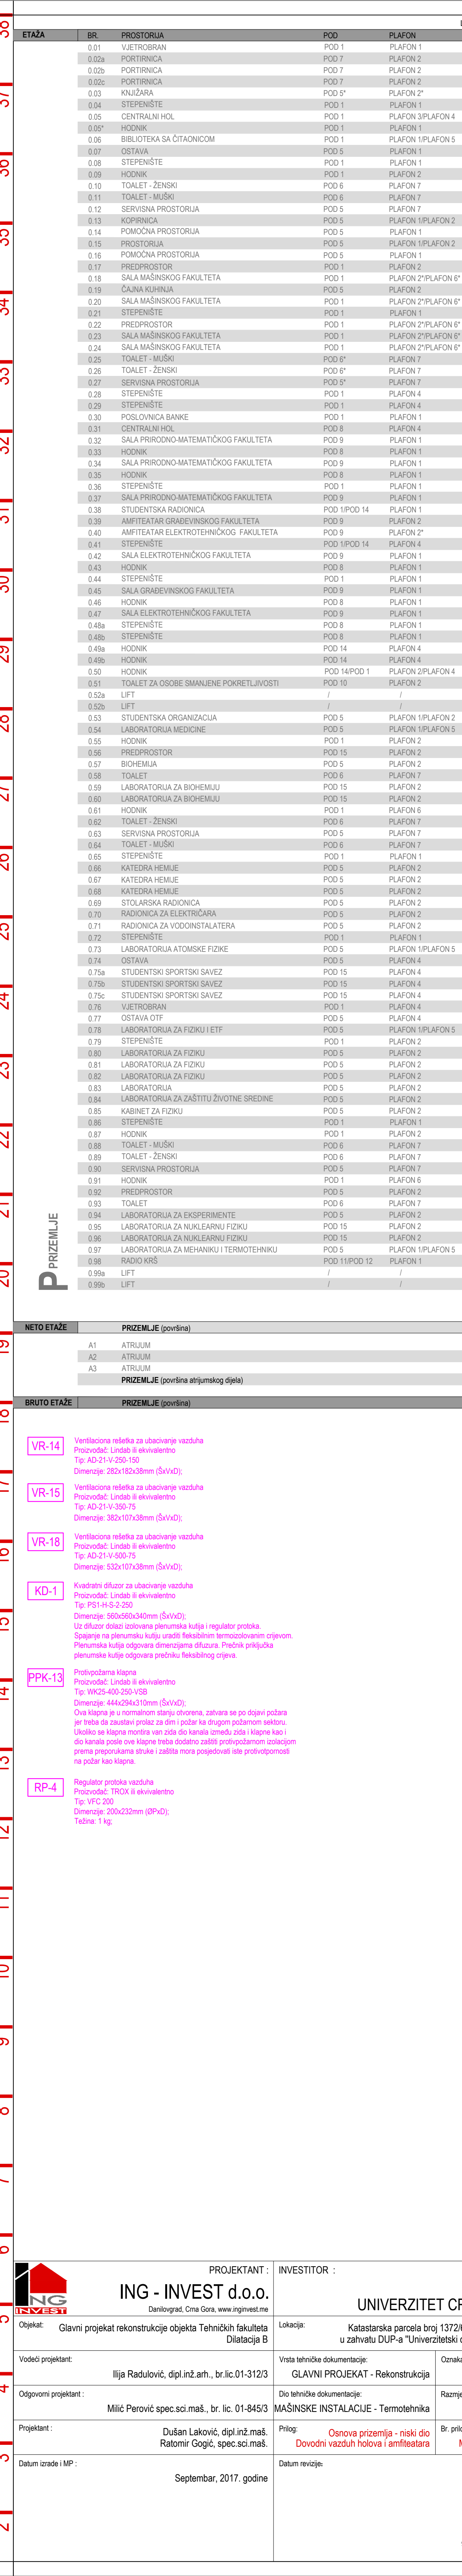 ETAŽA BR. PROSTORIJA POD PLAFON
0.01 VJETROBRAN POD 1 PLAFON 1
0.02a PORTIRNICA POD 7 PLAFON 2
0.02b PORTIRNICA POD 7 PLAFON 2
0.02c PORTIRNICA POD 7 PLAFON 2
0.03 KNJIŽARA POD 5* PLAFON 2*
0.04 STEPENIŠTE POD 1 PLAFON 1
0.05 CENTRALNI HOL POD 1 PLAFON 3/PLAFON 4
0.05* HODNIK POD 1 PLAFON 1
0.06 BIBLIOTEKA SA ČITAONICOM POD 1 PLAFON 1/PLAFON 5
0.07 OSTAVA POD 5 PLAFON 1
0.08 STEPENIŠTE POD 1 PLAFON 1
0.09 HODNIK POD 1 PLAFON 2
0.10 TOALET - ŽENSKI POD 6 PLAFON 7
0.11 TOALET - MUŠKI POD 6 PLAFON 7
0.12 SERVISNA PROSTORIJA POD 5 PLAFON 7
0.13 KOPIRNICA POD 5 PLAFON 1/PLAFON 2
0.14 POMOĆNA PROSTORIJA POD 5 PLAFON 1
0.15 PROSTORIJA POD 5 PLAFON 1/PLAFON 2
0.16 POMOĆNA PROSTORIJA POD 5 PLAFON 1
0.17 PREDPROSTOR POD 1 PLAFON 2
0.18 SALA MAŠINSKOG FAKULTETA POD 1 PLAFON 2*/PLAFON 6*
0.19 ČAJNA KUHINJA POD 5 PLAFON 2
0.20 SALA MAŠINSKOG FAKULTETA POD 1 PLAFON 2*/PLAFON 6*
0.21 STEPENIŠTE POD 1 PLAFON 1
0.22 PREDPROSTOR POD 1 PLAFON 2*/PLAFON 6*
0.23 SALA MAŠINSKOG FAKULTETA POD 1 PLAFON 2*/PLAFON 6*
0.24 SALA MAŠINSKOG FAKULTETA POD 1 PLAFON 2*/PLAFON 6*
0.25 TOALET - MUŠKI POD 6* PLAFON 7
0.26 TOALET - ŽENSKI POD 6* PLAFON 7
0.27 SERVISNA PROSTORIJA POD 5* PLAFON 7
0.28 STEPENIŠTE POD 1 PLAFON 4
0.29 STEPENIŠTE POD 1 PLAFON 4
0.30 POSLOVNICA BANKE POD 1 PLAFON 1
0.31 CENTRALNI HOL POD 8 PLAFON 4
0.32 SALA PRIRODNO-MATEMATIČKOG FAKULTETA POD 9 PLAFON 1
0.33 HODNIK POD 8 PLAFON 1
0.34 SALA PRIRODNO-MATEMATIČKOG FAKULTETA POD 9 PLAFON 1
0.35 HODNIK POD 8 PLAFON 1
0.36 STEPENIŠTE POD 1 PLAFON 1
0.37 SALA PRIRODNO-MATEMATIČKOG FAKULTETA POD 9 PLAFON 1
0.38 STUDENTSKA RADIONICA POD 1/POD 14 PLAFON 1
0.39 AMFITEATAR GRAĐEVINSKOG FAKULTETA POD 9 PLAFON 2
0.40 AMFITEATAR ELEKTROTEHNIČKOG FAKULTETA POD 9 PLAFON 2*
0.41 STEPENIŠTE POD 1/POD 14 PLAFON 4
0.42 SALA ELEKTROTEHNIČKOG FAKULTETA POD 9 PLAFON 1
0.43 HODNIK POD 8 PLAFON 1
0.44 STEPENIŠTE POD 1 PLAFON 1
0.45 SALA GRAĐEVINSKOG FAKULTETA POD 9 PLAFON 1
0.46 HODNIK POD 8 PLAFON 1
0.47 SALA ELEKTROTEHNIČKOG FAKULTETA POD 9 PLAFON 1
0.48a STEPENIŠTE POD 8 PLAFON 1
0.48b STEPENIŠTE POD 8 PLAFON 1
0.49a HODNIK POD 14 PLAFON 4
0.49b HODNIK POD 14 PLAFON 4
0.50 HODNIK POD 14/POD 1 PLAFON 2/PLAFON 4
0.51 TOALET ZA OSOBE SMANJENE POKRETLJIVOSTI POD 10 PLAFON 2
0.52a LIFT / /
0.52b LIFT / /
0.53 STUDENTSKA ORGANIZACIJA POD 5 PLAFON 1/PLAFON 2
0.54 LABORATORIJA MEDICINE POD 5 PLAFON 1/PLAFON 5
0.55 HODNIK POD 1 PLAFON 2
0.56 PREDPROSTOR POD 15 PLAFON 2
0.57 BIOHEMIJA POD 5 PLAFON 2
0.58 TOALET POD 6 PLAFON 7
0.59 LABORATORIJA ZA BIOHEMIJU POD 15 PLAFON 2
0.60 LABORATORIJA ZA BIOHEMIJU POD 15 PLAFON 2
0.61 HODNIK POD 1 PLAFON 6
0.62 TOALET - ŽENSKI POD 6 PLAFON 7
0.63 SERVISNA PROSTORIJA POD 5 PLAFON 7
0.64 TOALET - MUŠKI POD 6 PLAFON 7
0.65 STEPENIŠTE POD 1 PLAFON 1
0.66 KATEDRA HEMIJE POD 5 PLAFON 2
0.67 KATEDRA HEMIJE POD 5 PLAFON 2
0.68 KATEDRA HEMIJE POD 5 PLAFON 2
0.69 STOLARSKA RADIONICA POD 5 PLAFON 2
0.70 RADIONICA ZA ELEKTRIČARA POD 5 PLAFON 2
0.71 RADIONICA ZA VODOINSTALATERA POD 5 PLAFON 2
0.72 STEPENIŠTE POD 1 PLAFON 1
0.73 LABORATORIJA ATOMSKE FIZIKE POD 5 PLAFON 1/PLAFON 5
0.74 OSTAVA POD 5 PLAFON 4
0.75a STUDENTSKI SPORTSKI SAVEZ POD 15 PLAFON 4
0.75b STUDENTSKI SPORTSKI SAVEZ POD 15 PLAFON 4
0.75c STUDENTSKI SPORTSKI SAVEZ POD 15 PLAFON 4
0.76 VJETROBRAN POD 1 PLAFON 4
0.77 OSTAVA OTF POD 5 PLAFON 4
0.78 LABORATORIJA ZA FIZIKU I ETF POD 5 PLAFON 1/PLAFON 5
0.79 STEPENIŠTE POD 1 PLAFON 2
0.80 LABORATORIJA ZA FIZIKU POD 5 PLAFON 2
0.81 LABORATORIJA ZA FIZIKU POD 5 PLAFON 2
0.82 LABORATORIJA ZA FIZIKU POD 5 PLAFON 2
0.83 LABORATORIJA POD 5 PLAFON 2
0.84 LABORATORIJA ZA ZAŠTITU ŽIVOTNE SREDINE POD 5 PLAFON 2
0.85 KABINET ZA FIZIKU POD 5 PLAFON 2
0.86 STEPENIŠTE POD 1 PLAFON 1
0.87 HODNIK POD 1 PLAFON 2
0.88 TOALET - MUŠKI POD 6 PLAFON 7
0.89 TOALET - ŽENSKI POD 6 PLAFON 7
0.90 SERVISNA PROSTORIJA POD 5 PLAFON 7
0.91 HODNIK POD 1 PLAFON 6
0.92 PREDPROSTOR POD 5 PLAFON 2
0.93 TOALET POD 6 PLAFON 7
0.94 LABORATORIJA ZA EKSPERIMENTE POD 5 PLAFON 2
0.95 LABORATORIJA ZA NUKLEARNU FIZIKU POD 15 PLAFON 2
0.96 LABORATORIJA ZA NUKLEARNU FIZIKU POD 15 PLAFON 2
0.97 LABORATORIJA ZA MEHANIKU I TERMOTEHNIKU POD 5 PLAFON 1/PLAFON 5
0.98 RADIO KRŠ POD 11/POD 12 PLAFON 1
0.99a LIFT / /
0.99b LIFT / /
P PRIZEMLJE
NETO ETAŽE PRIZEMLJE (površina)
A1 ATRIJUM
A2 ATRIJUM
A3 ATRIJUM
PRIZEMLJE (površina atrijumskog dijela)
BRUTO ETAŽE PRIZEMLJE (površina)
VR-14
Ventilaciona rešetka za ubacivanje vazduha
Proizvođač: Lindab ili ekvivalentno
Tip: AD-21-V-250-150
Dimenzije: 282x182x38mm (ŠxVxD);
VR-15
Ventilaciona rešetka za ubacivanje vazduha
Proizvođač: Lindab ili ekvivalentno
Tip: AD-21-V-350-75
Dimenzije: 382x107x38mm (ŠxVxD);
VR-18
Ventilaciona rešetka za ubacivanje vazduha
Proizvođač: Lindab ili ekvivalentno
Tip: AD-21-V-500-75
Dimenzije: 532x107x38mm (ŠxVxD);
KD-1
Kvadratni difuzor za ubacivanje vazduha
Proizvođač: Lindab ili ekvivalentno
Tip: PS1-H-S-2-250
Dimenzije: 560x560x340mm (ŠxVxD);
Uz difuzor dolazi izolovana plenumska kutija i regulator protoka.
Spajanje na plenumsku kutiju uraditi fleksibilnim termoizolovanim crijevom.
Plenumska kutija odgovara dimenzijama difuzura. Prečnik priključka
plenumske kutije odgovara prečniku fleksibilnog crijeva.
PPK-13
Protivpožarna klapna
Proizvođač: Lindab ili ekvivalentno
Tip: WK25-400-250-VSB
Dimenzije: 444x294x310mm (ŠxVxD);
Ova klapna je u normalnom stanju otvorena, zatvara se po dojavi požara
jer treba da zaustavi prolaz za dim i požar ka drugom požarnom sektoru.
Ukoliko se klapna montira van zida dio kanala između zida i klapne kao i
dio kanala posle ove klapne treba dodatno zaštiti protivpožarnom izolacijom
prema preporukama struke i zaštita mora posjedovati iste protivotpornosti
na požar kao klapna.
RP-4
Regulator protoka vazduha
Proizvođač: TROX ili ekvivalentno
Tip: VFC 200
Dimenzije: 200x232mm (ØPxD);
Težina: 1 kg;
38
37
36
35
34
33
32
31
30
29
28
27
26
25
24
23
22
21
20
19
18
17
16
15
14
13
12
11
10
9
8
7
6
5
4
3
2
ING
INVEST
PROJEKTANT :
ING - INVEST d.o.o.
Danilovgrad, Crna Gora, www.inginvest.me
INVESTITOR :
UNIVERZITET
Objekat: Glavni projekat rekonstrukcije objekta Tehničkih fakulteta
Dilatacija B
Lokacija: Katastarska parcela broj
u zahvatu DUP-a "Univerzitetski
Vodeći projektant:
Ilija Radulović, dipl.inž.arh., br.lic.01-312/3
Vrsta tehničke dokumentacije:
GLAVNI PROJEKAT - Rekonstrukcija
Odgovorni projektant :
Milić Perović spec.sci.maš., br. lic. 01-845/3
Dio tehničke dokumentacije:
MAŠINSKE INSTALACIJE - Termotehnika
Projektant :
Dušan Laković, dipl.inž.maš.
Ratomir Gogić, spec.sci.maš.
Prilog: Osnova prizemlja - niski dio
Dovodni vazduh holova i amfiteatara
Br.
Datum izrade i MP :
Septembar, 2017. godine
Datum revizije: